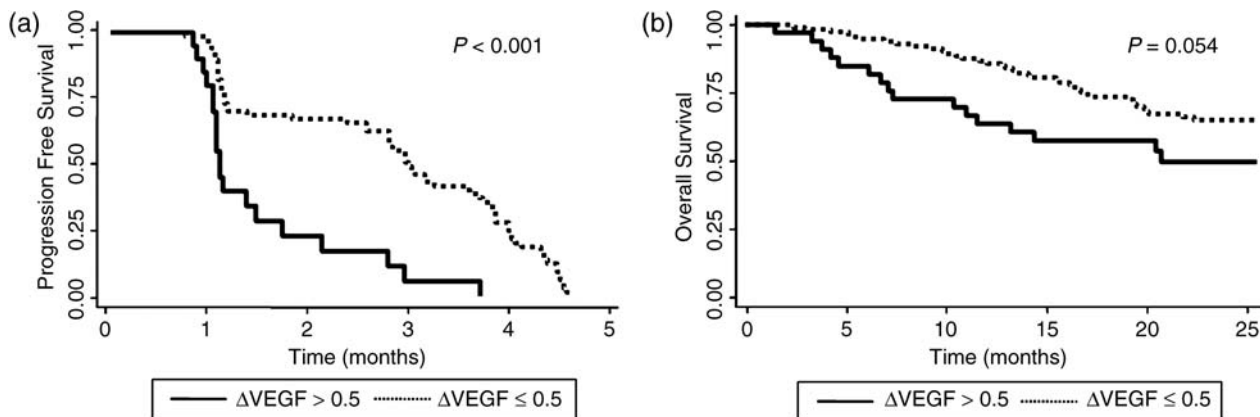 (a)
P < 0.001
Progression Free Survival
1.00
0.75
0.50
0.25
0.00
0 1 2 3 4 5
Time (months)
ΔVEGF > 0.5 ΔVEGF ≤ 0.5
(b)
P = 0.054
Overall Survival
1.00
0.75
0.50
0.25
0.00
0 5 10 15 20 25
Time (months)
ΔVEGF > 0.5 ΔVEGF ≤ 0.5